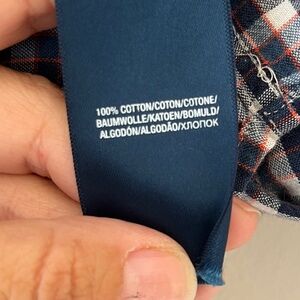 100% COTTON/COTON/COTONE/
BAUMWOLLE/KATOEN/BOMULD/
ALGODÓN/ALGODÃO/ХЛОПОК